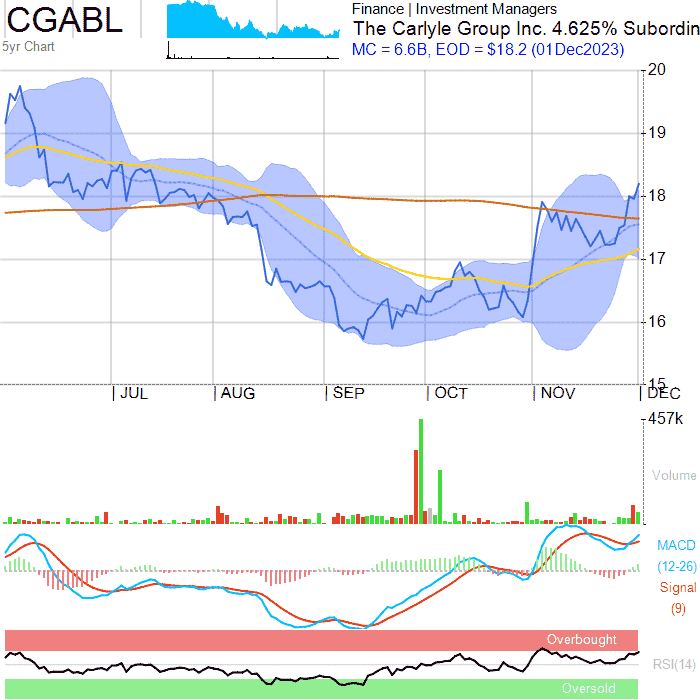 CGABL
5yr Chart
Finance | Investment Managers
The Carlyle Group Inc. 4.625% Subordin
MC = 6.6B, EOD = $18.2 (01Dec2023)
20
19
18
17
16
15
JUL AUG SEP OCT NOV DEC
457k
Volume
MACD
(12-26)
Signal
(9)
Overbought
RSI(14)
Oversold